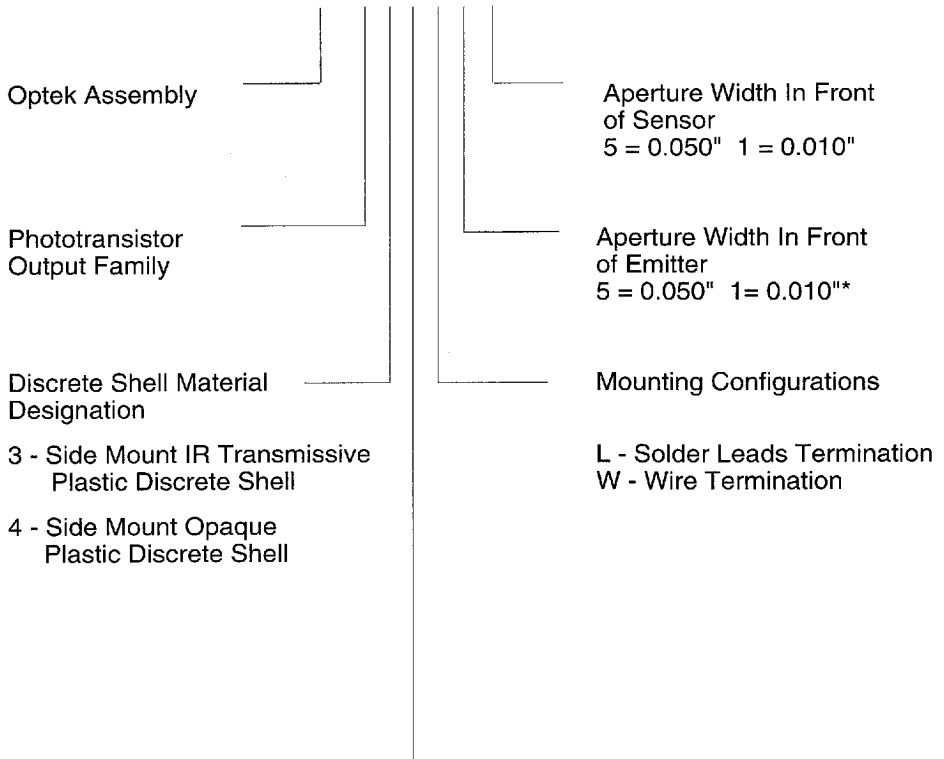 Optek Assembly
Phototransistor
Output Family
Discrete Shell Material
Designation
3 - Side Mount IR Transmissive
Plastic Discrete Shell
4 - Side Mount Opaque
Plastic Discrete Shell
Aperture Width In Front
of Sensor
5 = 0.050" 1 = 0.010"
Aperture Width In Front
of Emitter
5 = 0.050" 1= 0.010"*
Mounting Configurations
L - Solder Leads Termination
W - Wire Termination